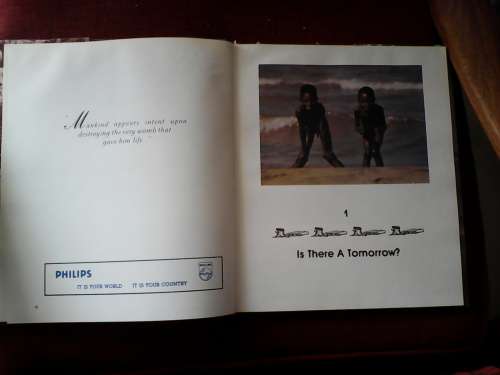 Mankind appears intent upon
destroying the very womb that
gave him life
PHILIPS
IT IS YOUR WORLD IT IS YOUR COUNTRY
1
Is There A Tomorrow?